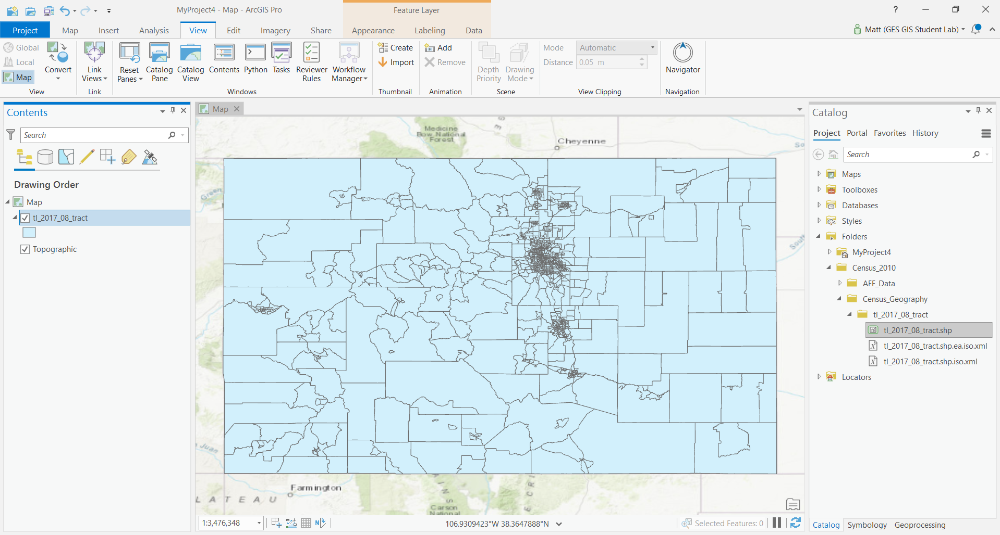 MyProject4 - Map - ArcGIS Pro
Feature Layer
?
Project
Map
Insert
Analysis
View
Edit
Imagery
Share
Appearance
Labeling
Data
Matt (GES GIS Student Lab)
Global
Local
Map
Convert
View
Link
Views
Link
Reset
Panes
Catalog
Pane
Catalog
View
Contents
Python
Tasks
Reviewer
Rules
Workflow
Manager
Windows
Create
Import
Thumbnail
Add
Remove
Animation
Depth
Priority
Drawing
Mode
Scene
Mode
Automatic
Distance
0.05 m
View Clipping
Navigator
Navigation
Contents
Search
Drawing Order
Map
tl_2017_08_tract
Topographic
Map
Medicine
Bow National
Forest
Cheyenne
Green
South
So
Juan
Farmington
LATEAU
Carson
National
1:3,476,348
106.9309423°W 38.3647888°N
Selected Features: 0
Catalog
Project
Portal
Favorites
History
Search
Maps
Toolboxes
Databases
Styles
Folders
MyProject4
Census_2010
AFF_Data
Census_Geography
tl_2017_08_tract
tl_2017_08_tract.shp
tl_2017_08_tract.shp.ea.iso.xml
tl_2017_08_tract.shp.iso.xml
Locators
Catalog
Symbology
Geoprocessing